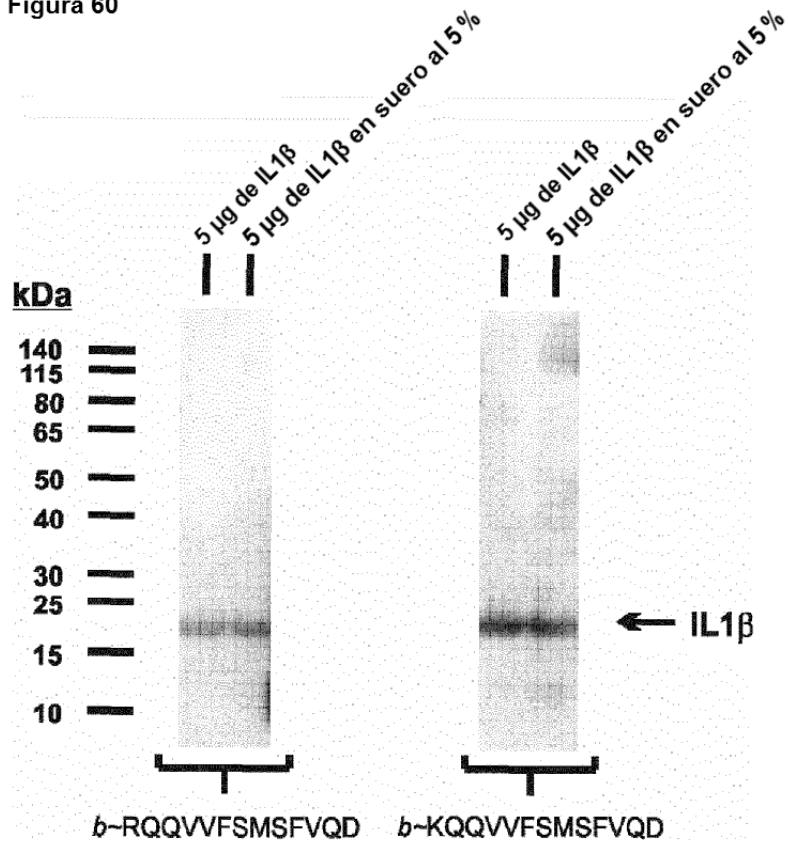 Figura 60
5 µg de IL1β
5 µg de IL1β en suero al 5 %
5 µg de IL1β
5 µg de IL1β en suero al 5 %
kDa
140
115
80
65
50
40
30
25
15
10
IL1β
b~RQQVVFSMSFVQD
b~KQQVVFSMSFVQD